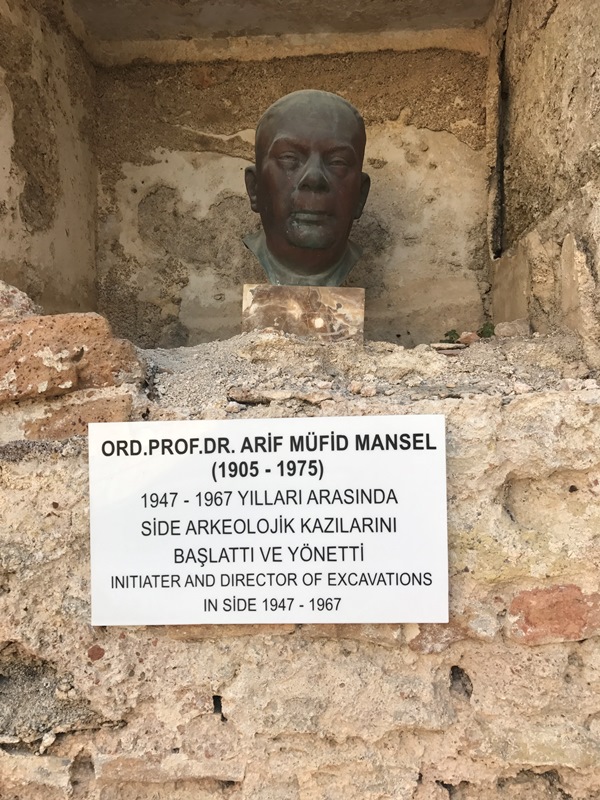 ORD.PROF.DR. ARİF MÜFİD MANSEL
(1905 - 1975)
1947 - 1967 YILLARI ARASINDA
SİDE ARKEOLOJİK KAZILARINI
BAŞLATTI VE YÖNETTİ
INITIATER AND DIRECTOR OF EXCAVATIONS
IN SİDE 1947 - 1967